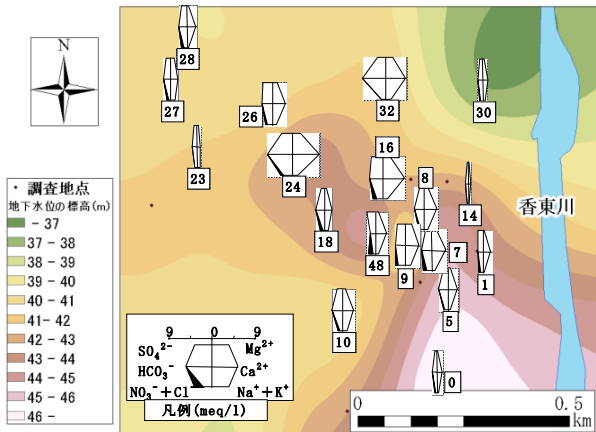 N
28
27
26
23
24
32
16
30
8
14
18
48
9
7
1
5
10
0
香東川
・ 調査地点
地下水位の標高(m)
- 37
37 - 38
38 - 39
39 - 40
40 - 41
41- 42
42 - 43
43 - 44
44 - 45
45 - 46
46 -
9 0 9
SO₄²⁻ Mg²⁺
HCO₃⁻ Ca²⁺
NO₃⁻+Cl Na⁺+K⁺
凡例(meq/l)
0 0.5
km